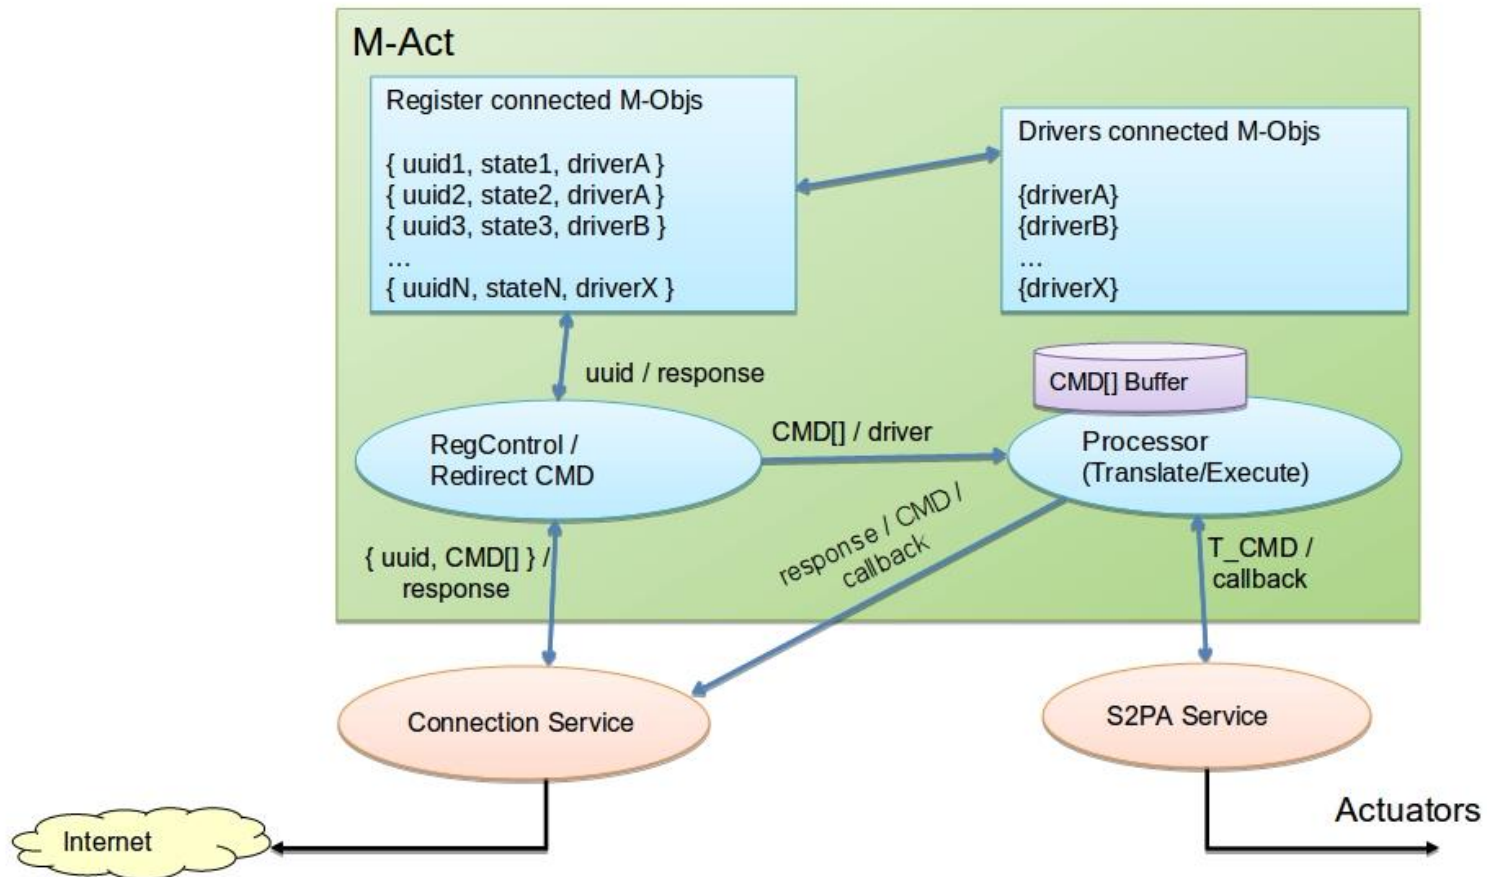 M-Act
Register connected M-Objs
{ uuid1, state1, driverA }
{ uuid2, state2, driverA }
{ uuid3, state3, driverB }
...
{ uuidN, stateN, driverX }
Drivers connected M-Objs
{driverA}
{driverB}
...
{driverX}
uuid / response
CMD[] Buffer
RegControl /
Redirect CMD
CMD[] / driver
Processor
(Translate/Execute)
{ uuid, CMD[] } /
response
response / CMD /
callback
T_CMD /
callback
Connection Service
S2PA Service
Internet
Actuators